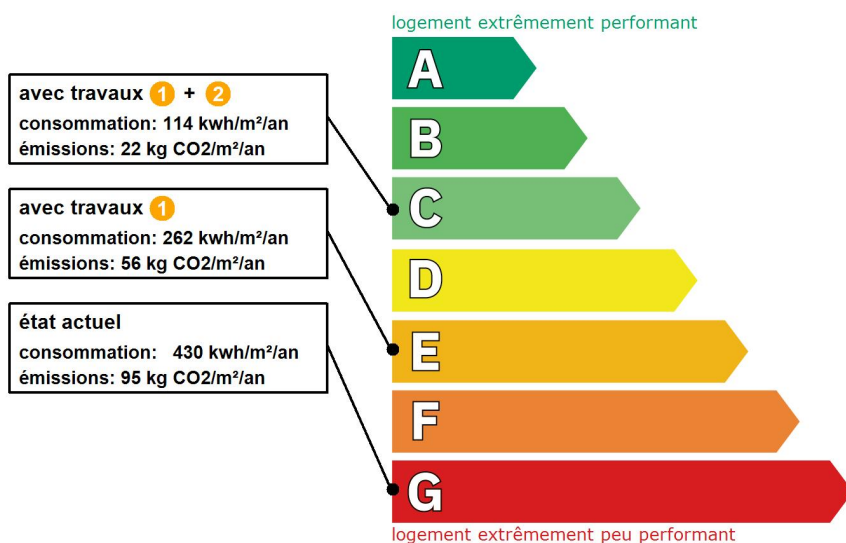 logement extrêmement performant
avec travaux 1 + 2
consommation: 114 kwh/m²/an
émissions: 22 kg CO2/m²/an
avec travaux 1
consommation: 262 kwh/m²/an
émissions: 56 kg CO2/m²/an
état actuel
consommation: 430 kwh/m²/an
émissions: 95 kg CO2/m²/an
A
B
C
D
E
F
G
logement extrêmement peu performant